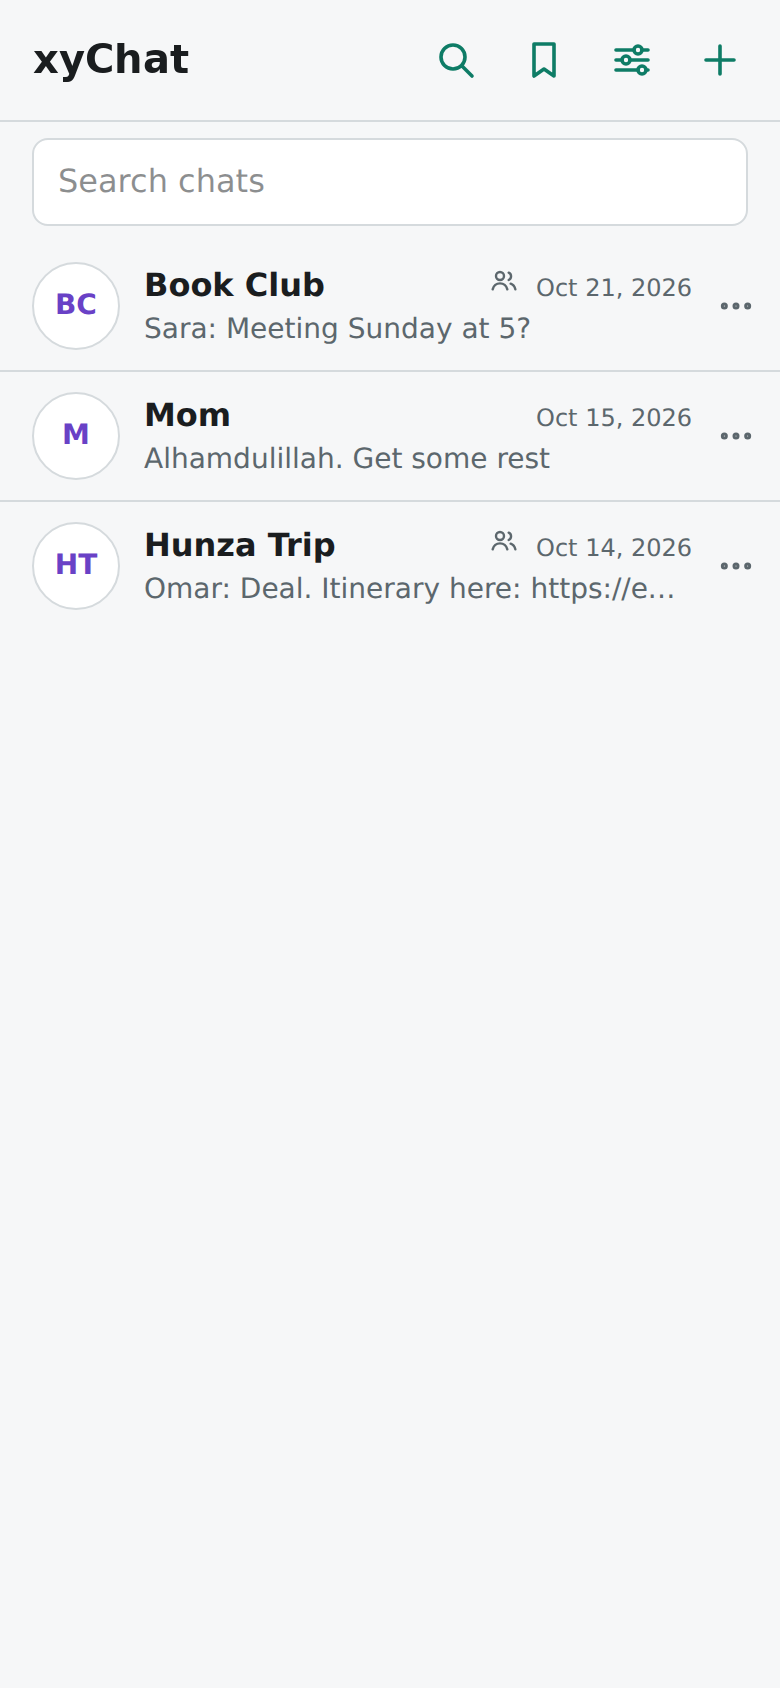 xyChat
Search chats
BC
Book Club
Oct 21, 2026
Sara: Meeting Sunday at 5?
M
Mom
Oct 15, 2026
Alhamdulillah. Get some rest
HT
Hunza Trip
Oct 14, 2026
Omar: Deal. Itinerary here: https://e...